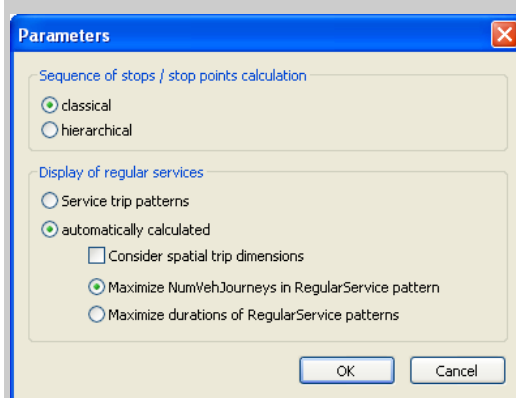 Parameters
Sequence of stops / stop points calculation
classical
hierarchical
Display of regular services
Service trip patterns
automatically calculated
Consider spatial trip dimensions
Maximize NumVehJourneys in RegularService pattern
Maximize durations of RegularService patterns
OK Cancel